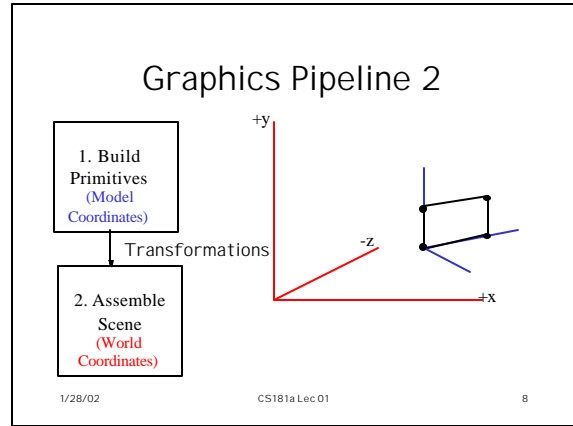 Graphics Pipeline 2
1. Build
Primitives
(Model
Coordinates)
Transformations
2. Assemble
Scene
(World
Coordinates)
+y
-z
+x
1/28/02
CS181a Lec 01
8